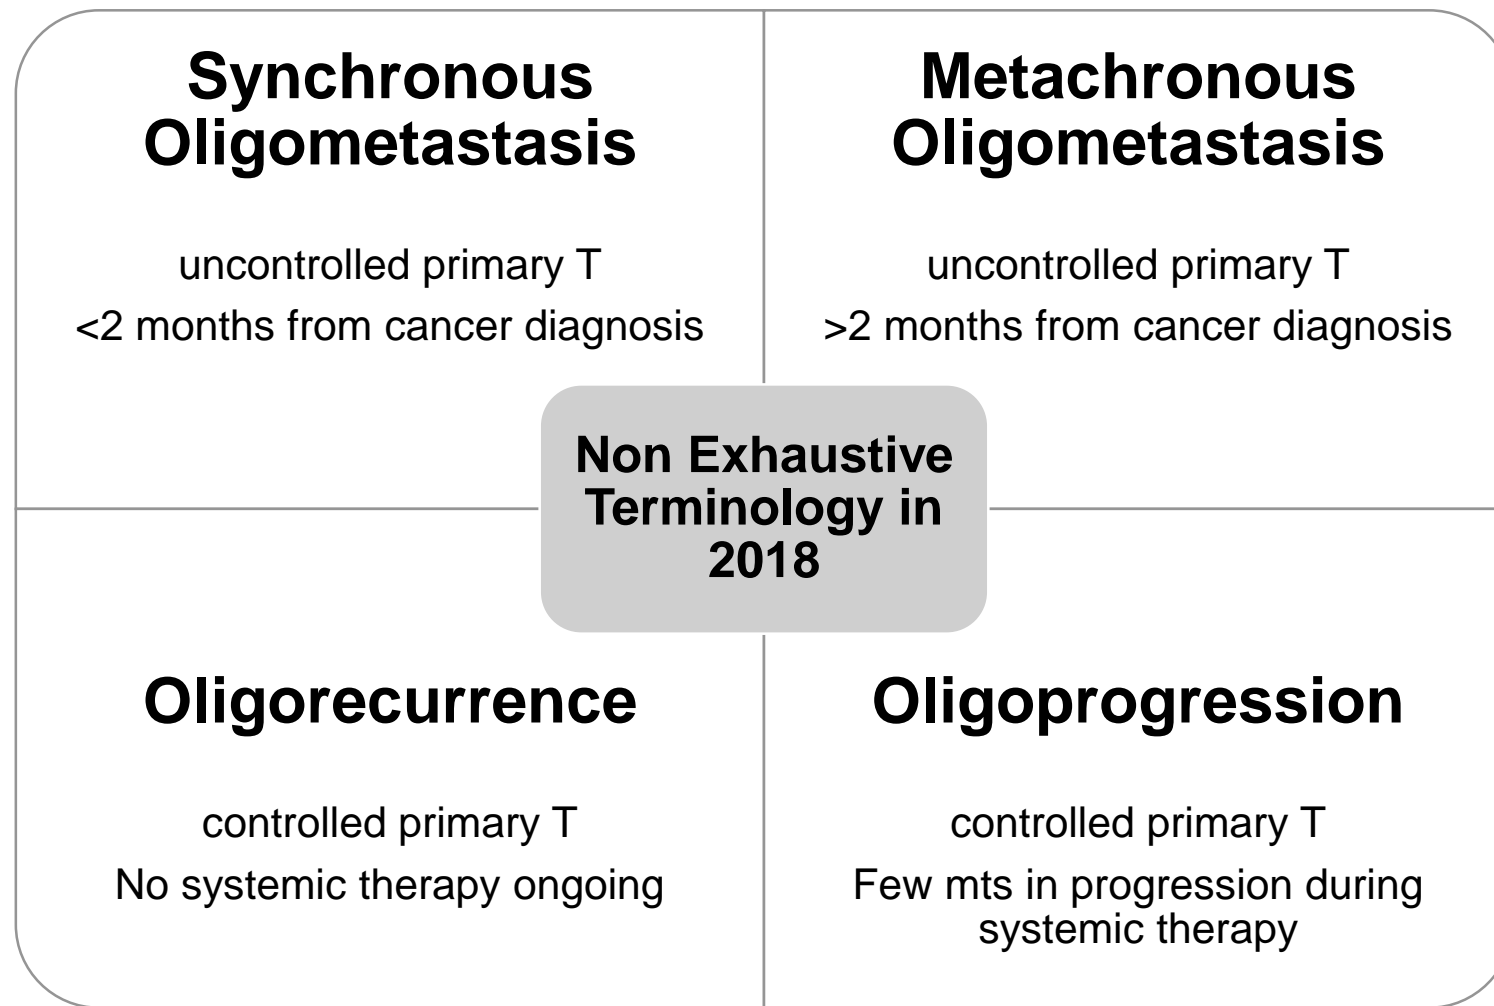 Synchronous
Oligometastasis
uncontrolled primary T
<2 months from cancer diagnosis
Metachronous
Oligometastasis
uncontrolled primary T
>2 months from cancer diagnosis
Non Exhaustive
Terminology in
2018
Oligorecurrence
controlled primary T
No systemic therapy ongoing
Oligoprogression
controlled primary T
Few mts in progression during
systemic therapy